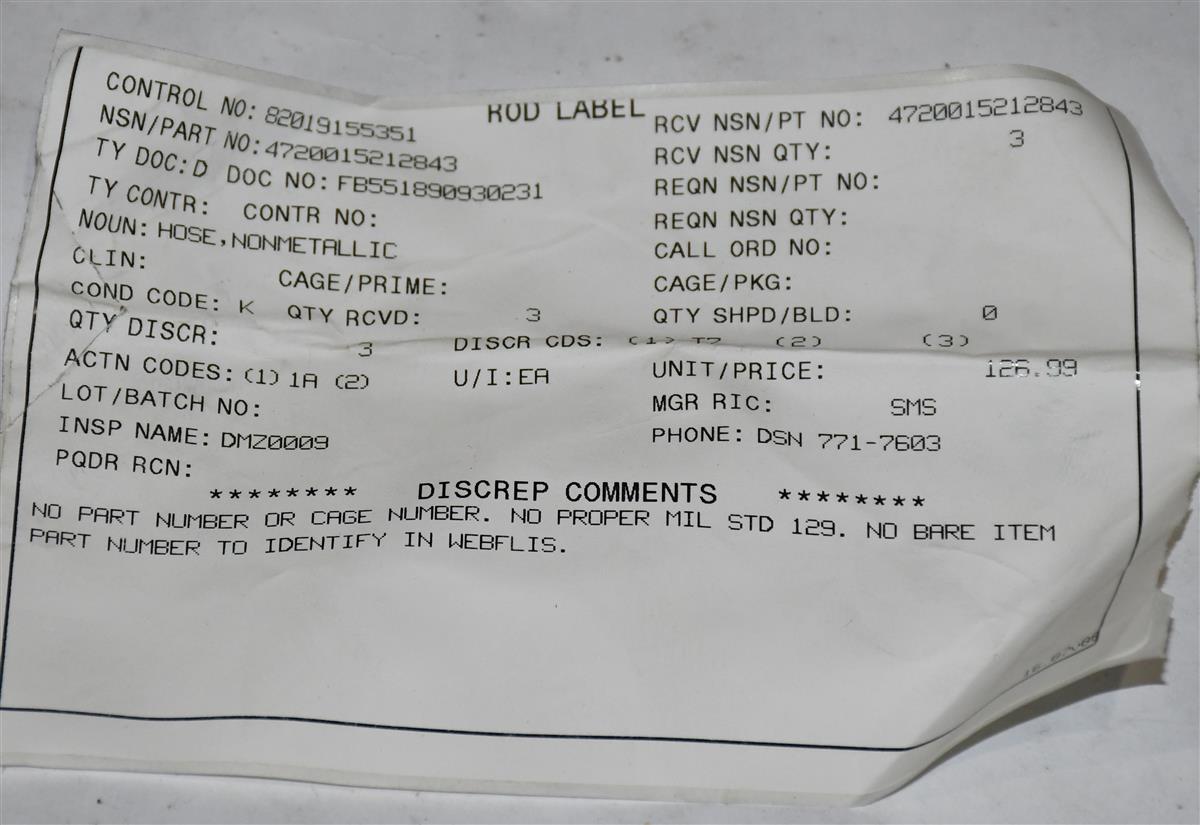 ROD LABEL
CONTROL NO: 82019155351
NSN/PART NO: 4720015212843
TY DOC: D DOC NO: FB551890930231
TY CONTR: CONTR NO:
NOUN: HOSE, NONMETALLIC
CLIN: CAGE/PRIME:
COND CODE: K QTY RCVD: 3
QTY DISCR: 3 DISCR CDS: (1) (2) (3)
ACTN CODES: (1) 1A (2) U/I: EA
LOT/BATCH NO:
INSP NAME: DMZ0009
PQDR RCN:
RCV NSN/PT NO: 4720015212843
RCV NSN QTY: 3
REQN NSN/PT NO:
REQN NSN QTY:
CALL ORD NO:
CAGE/PKG:
QTY SHPD/BLD: 0
UNIT/PRICE: 126.99
MGR RIC: SMS
PHONE: DSN 771-7603
******** DISCREP COMMENTS ********
NO PART NUMBER OR CAGE NUMBER. NO PROPER MIL STD 129. NO BARE ITEM
PART NUMBER TO IDENTIFY IN WEBFLIS.